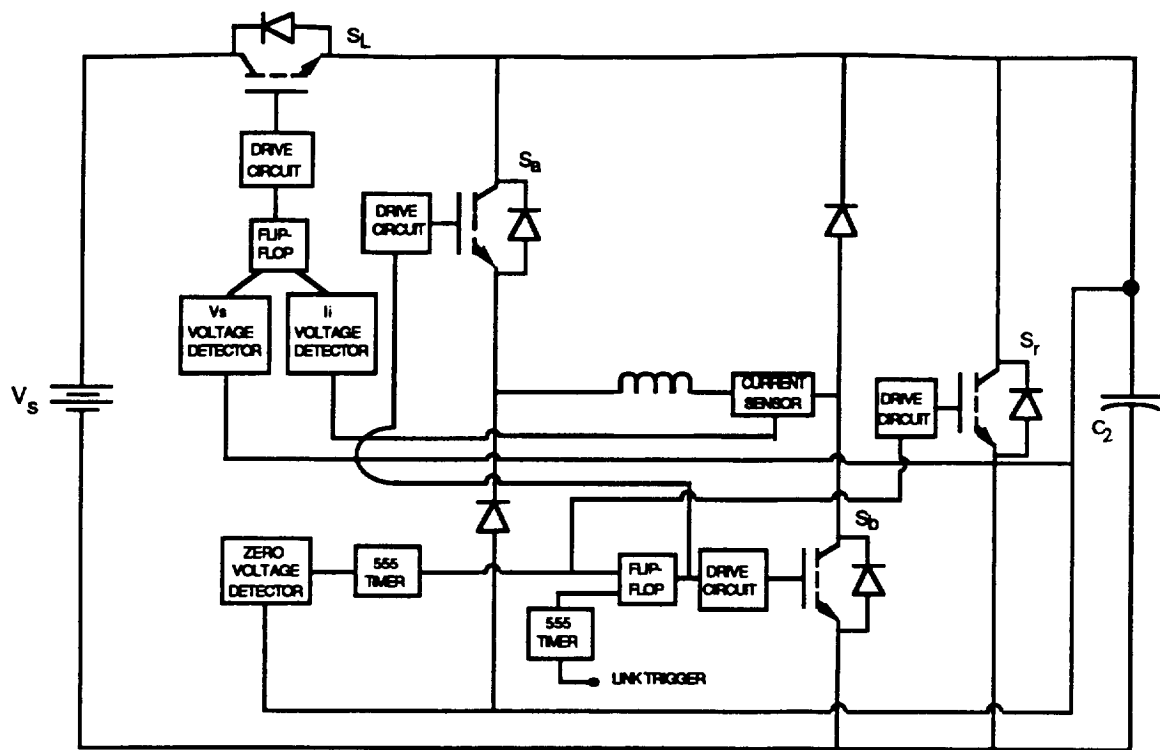 S_L
DRIVE
CIRCUIT
FLIP-
FLOP
Vs
VOLTAGE
DETECTOR
Ii
VOLTAGE
DETECTOR
DRIVE
CIRCUIT
S_a
V_s
CURRENT
SENSOR
DRIVE
CIRCUIT
S_r
C_2
ZERO
VOLTAGE
DETECTOR
555
TIMER
FLIP-
FLOP
DRIVE
CIRCUIT
S_b
555
TIMER
LINK TRIGGER